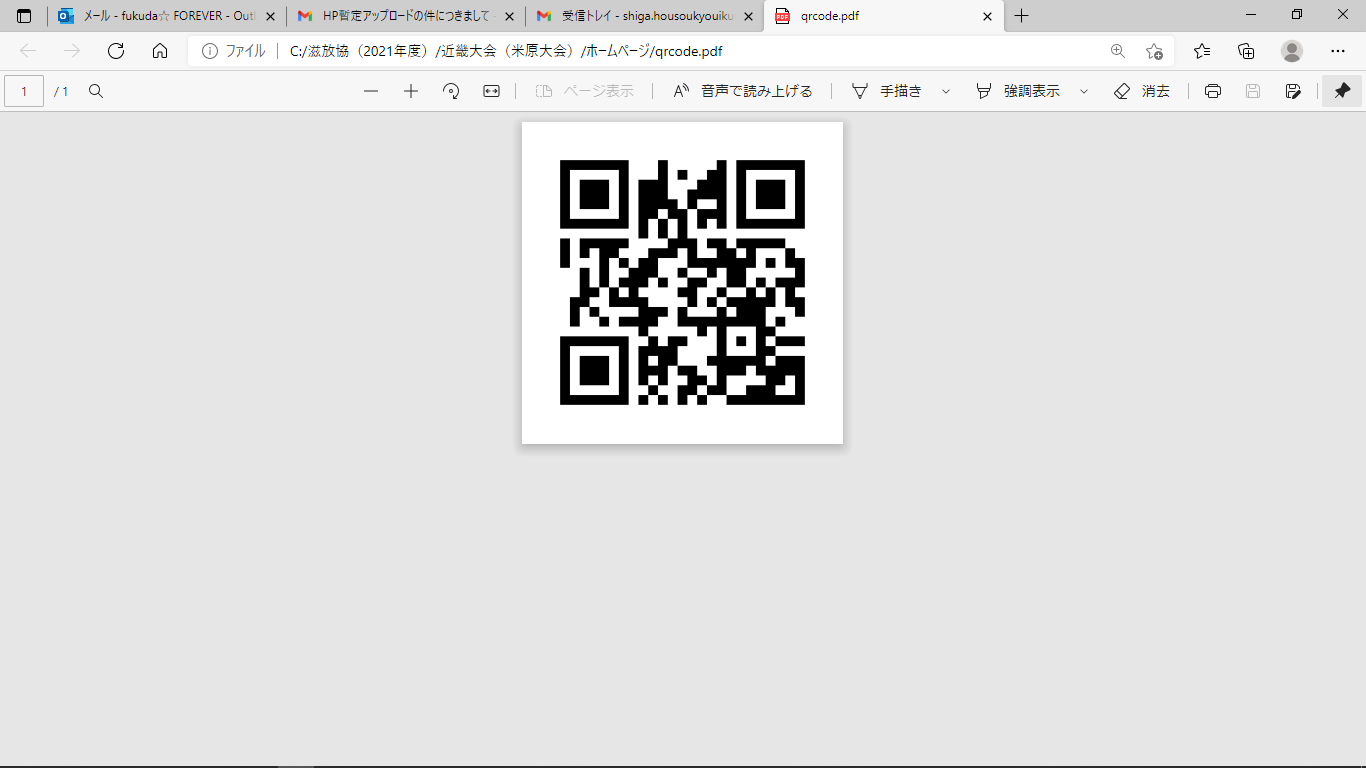 メール - fukuda☆ FOREVER - Outl
HP暫定アップロードの件につきまして -
受信トレイ - shiga.housoukyouiku
qrcode.pdf
ファイル
C:/滋放協（2021年度）/近畿大会（米原大会）/ホームページ/qrcode.pdf
1 / 1
ページ表示
音声で読み上げる
手描き
強調表示
消去
PDF